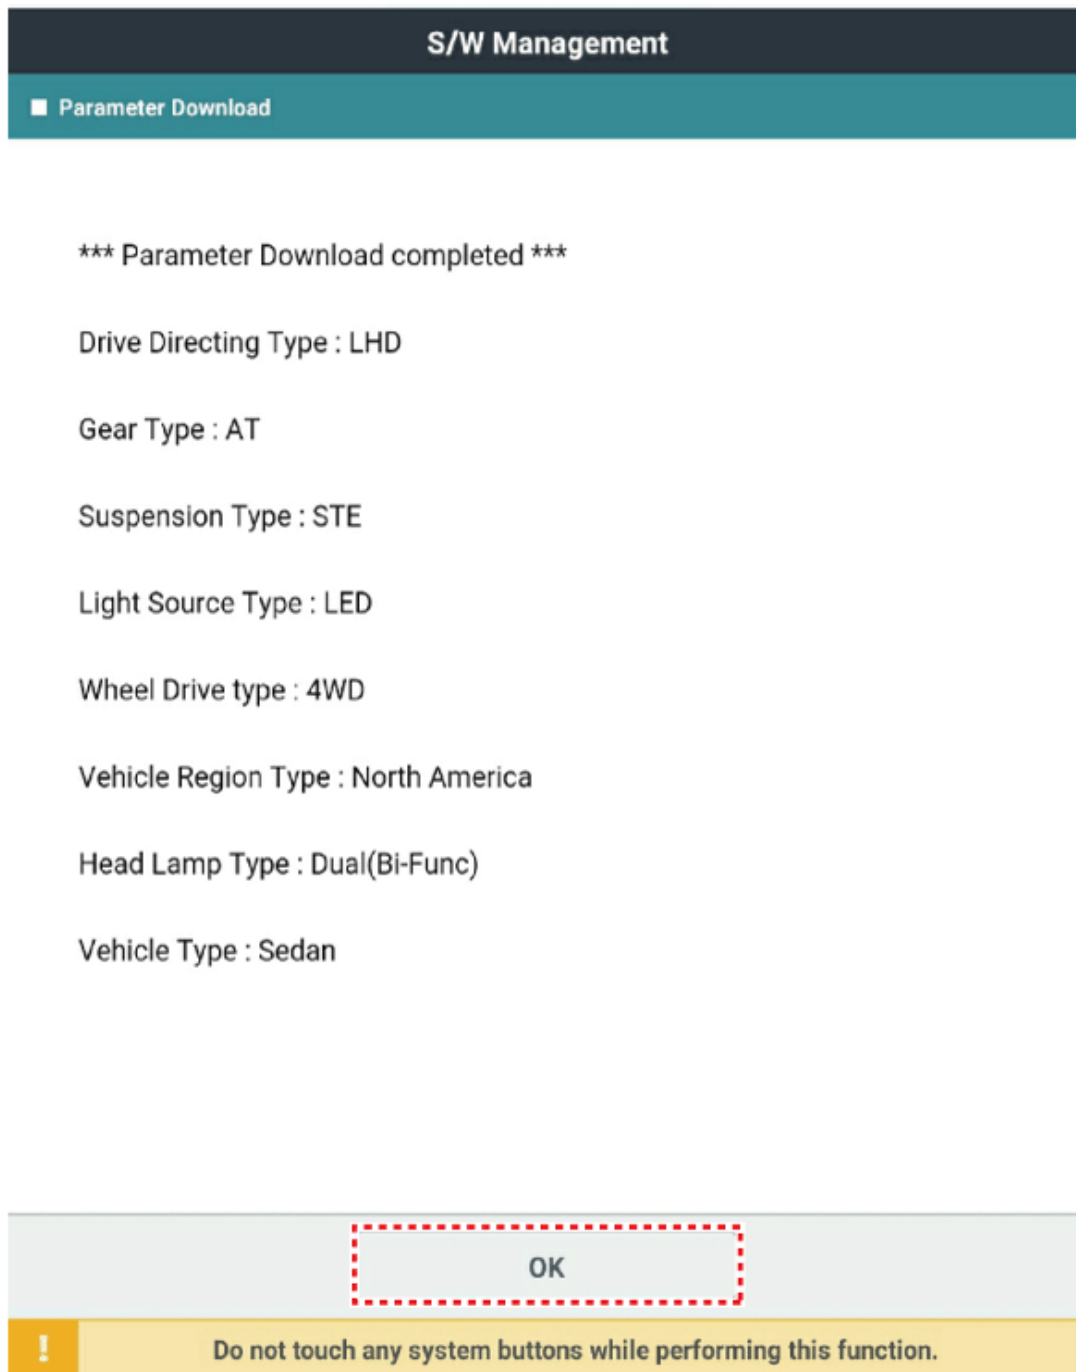 S/W Management
Parameter Download
*** Parameter Download completed ***
Drive Directing Type : LHD
Gear Type : AT
Suspension Type : STE
Light Source Type : LED
Wheel Drive type : 4WD
Vehicle Region Type : North America
Head Lamp Type : Dual(Bi-Func)
Vehicle Type : Sedan
OK
! Do not touch any system buttons while performing this function.